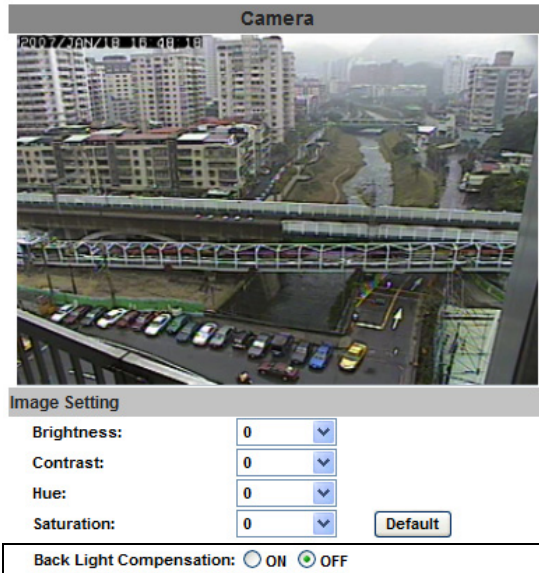 Camera
2007/JAN/18 16:48:18
Image Setting
Brightness: 0
Contrast: 0
Hue: 0
Saturation: 0 Default
Back Light Compensation: ON OFF